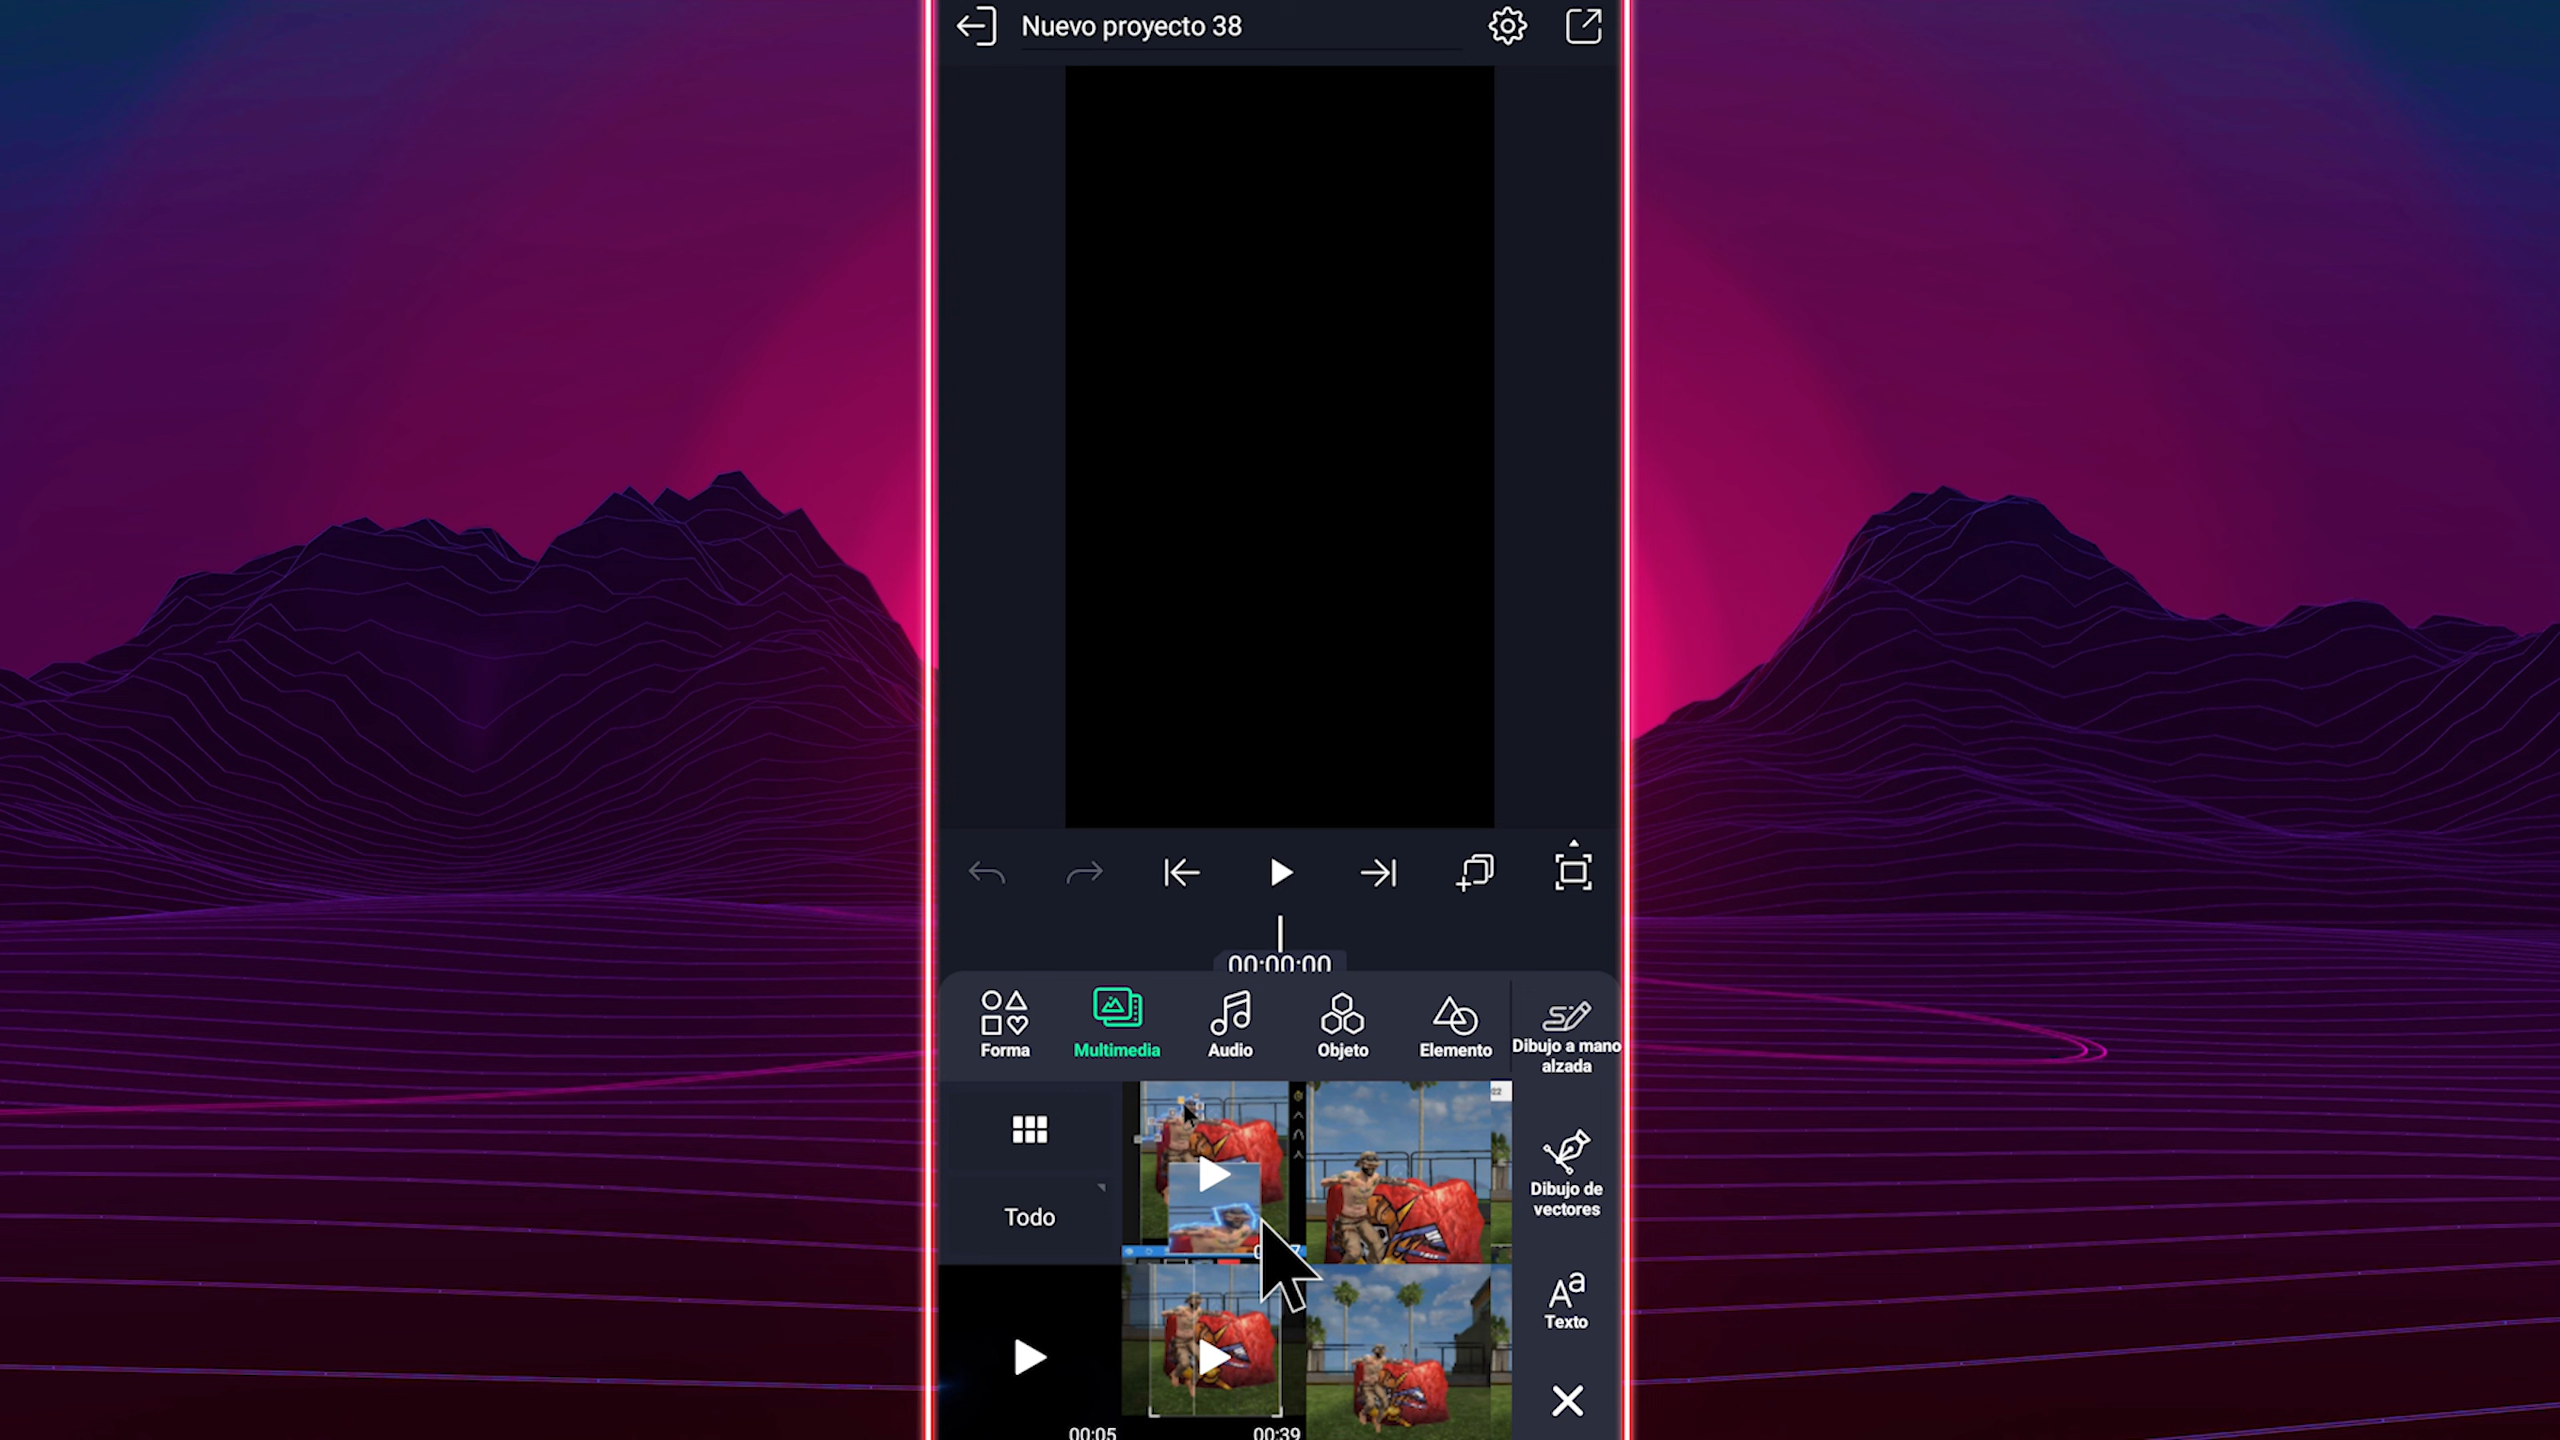 Nuevo proyecto 38
00:00:00
Forma
Multimedia
Audio
Objeto
Elemento
Dibujo a mano
alzada
22
Todo
Dibujo de
vectores
Texto
00:05
00:39